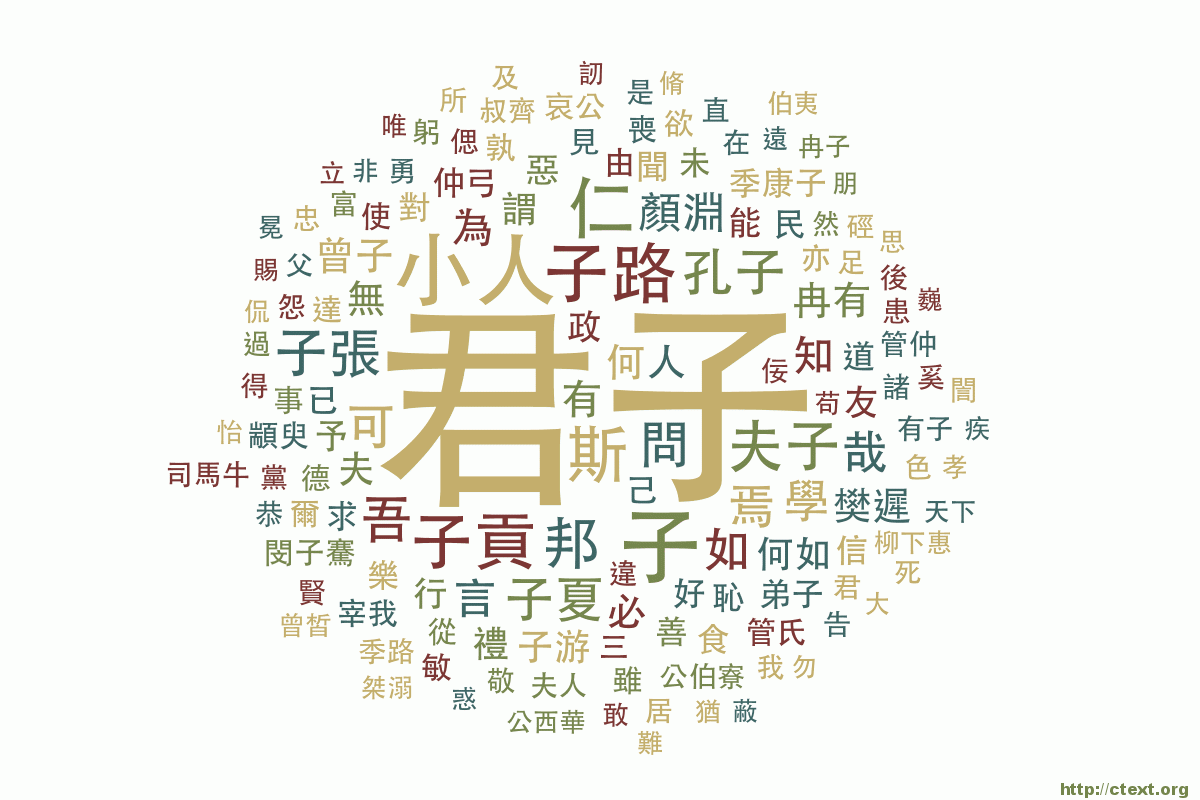 及 訒
所 叔齊 哀公 是 脩 伯夷
唯 躬 偲 孰 見 喪 欲 直 在 遠 冉子
立 非 勇 仲弓 惡 由 聞 未 季康子 朋
冕 忠 富 使 對 為 謂 仁 顏淵 能 民 然 硜 思
賜 父 曾子 小人 子路 孔子 亦 足 後
侃 怨 達 無 政 冉有 患 巍
過 子張 君子 何 人 佞 知 道 管仲
得 事 已 有 苟 友 諸 奚 誾
怡 顓臾 予 可 斯 問 夫子 哉 有子 疾
司馬牛 黨 德 夫 己 焉 學 樊遲 色 孝
恭 爾 求 吾 子貢 邦 子 如 何如 信 柳下惠 天下
閔子騫 樂 行 言 子夏 違 必 好 恥 弟子 君 大 死
賢 宰我 從 禮 子游 三 善 食 管氏 告
曾晳 季路 敏 敬 夫人 雖 公伯寮 我 勿
桀溺 惑 公西華 敢 居 猶 蔽
難
http://ctext.org